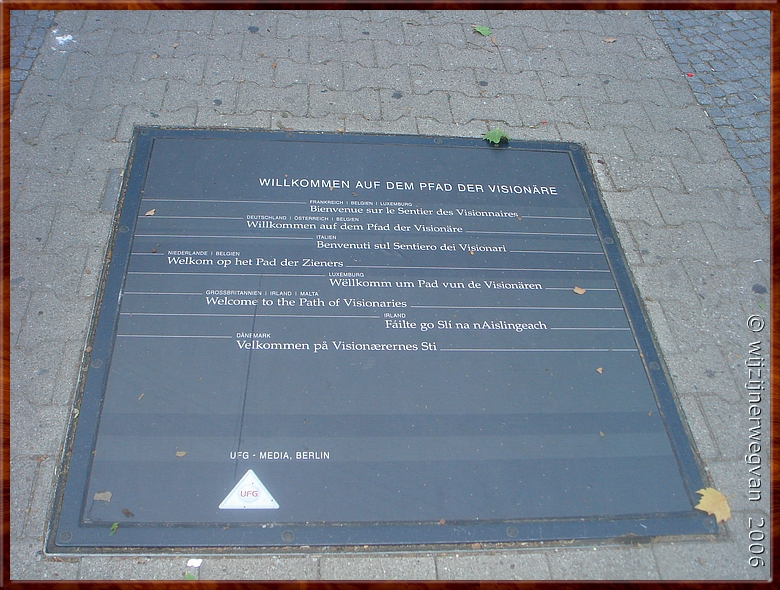 WILLKOMMEN AUF DEM PFAD DER VISIONÄRE
FRANKREICH | BELGIEN | LUXEMBURG
Bienvenue sur le Sentier des Visionnaires
DEUTSCHLAND | ÖSTERREICH | BELGIEN
Willkommen auf dem Pfad der Visionäre
ITALIEN
Benvenuti sul Sentiero dei Visionari
NIEDERLANDE | BELGIEN
Welkom op het Pad der Zieners
LUXEMBURG
Wëllkomm um Pad vun de Visionären
GROSSBRITANNIEN | IRLAND | MALTA
Welcome to the Path of Visionaries
IRLAND
Fáilte go Slí na nAislingeach
DÄNEMARK
Velkommen på Visionærernes Sti
UFG - MEDIA, BERLIN
UFG
© wijzijnerwegvan 2006